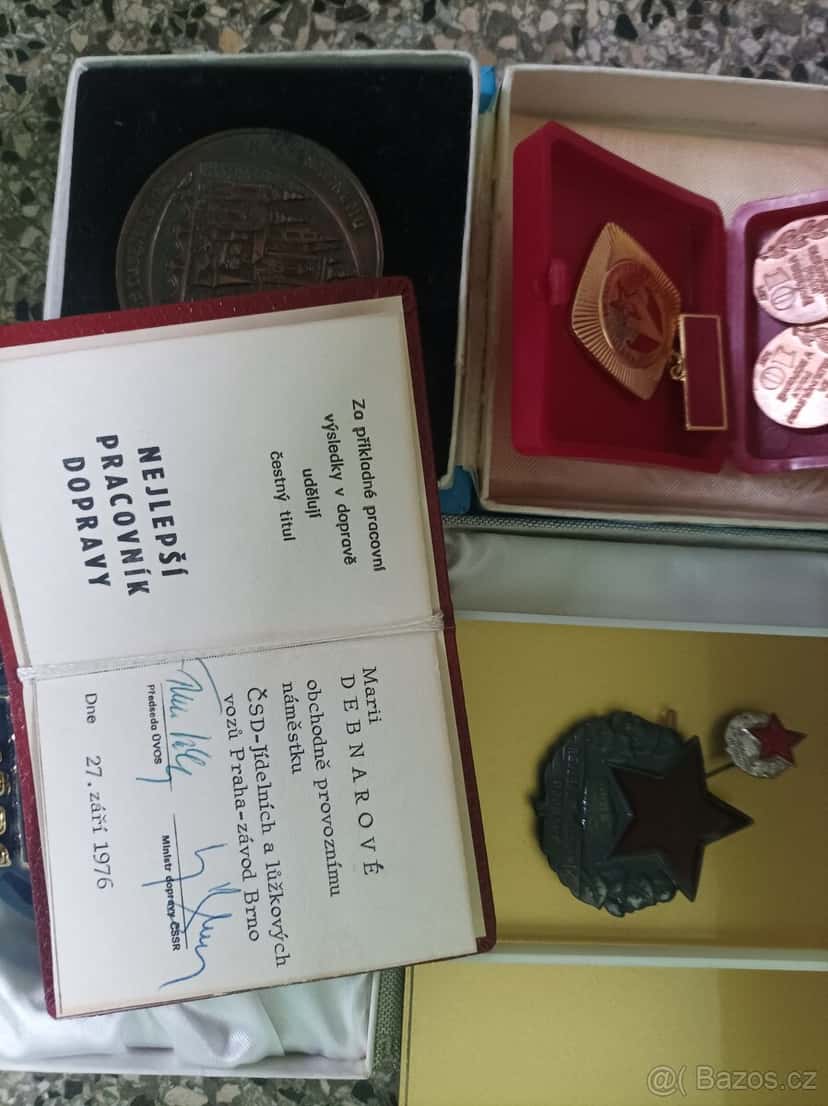 Za příkladné pracovní
výsledky v dopravě
udělují
čestný titul
NEJLEPŠÍ
PRACOVNÍK
DOPRAVY
Marii
DEBNAROVÉ
obchodně provoznímu
náměstku
ČSD-Jídelních a lůžkových
vozů Praha-závod Brno
Předseda ÚVOS
Ministr dopravy ČSSR
Dne 27. září 1976
@( Bazos.cz